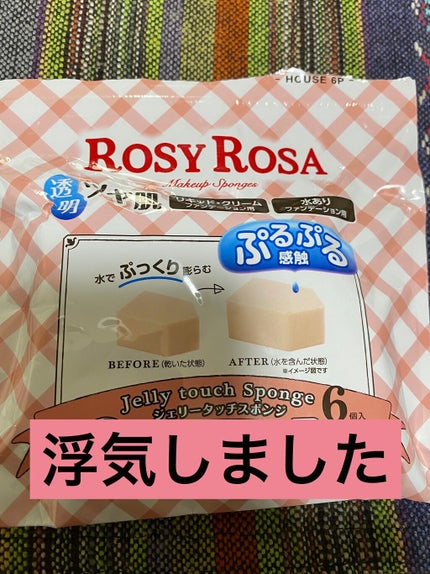 - HOUSE 6P -
ROSY ROSA
Makeup Sponges
透明ツヤ肌
リキッド・クリーム
ファンデーション用
水あり
ファンデーション用
ぷるぷる
感触
水でぷっくり膨らむ
BEFORE(乾いた状態)
AFTER(水を含んだ状態)
※イメージ図です
Jelly touch Sponge
ジェリータッチスポンジ
6個入
浮気しました